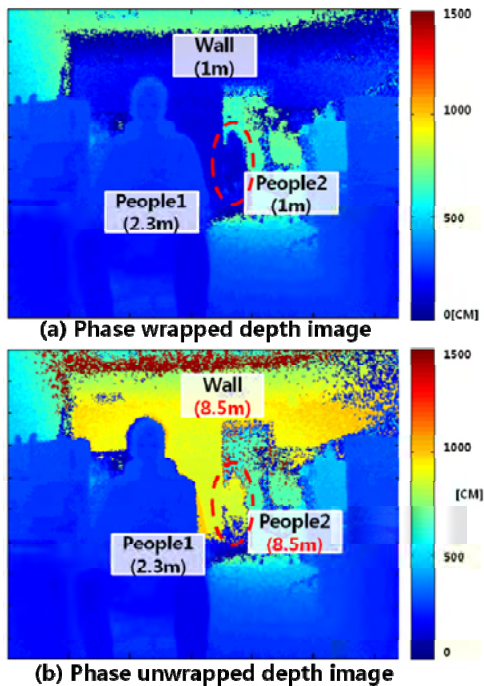 1500
Wall
(1m)
1000
People1
(2.3m)
People2
(1m)
500
0[CM]
(a) Phase wrapped depth image
1500
Wall
(8.5m)
1000
[CM]
People1
(2.3m)
People2
(8.5m)
500
0
(b) Phase unwrapped depth image